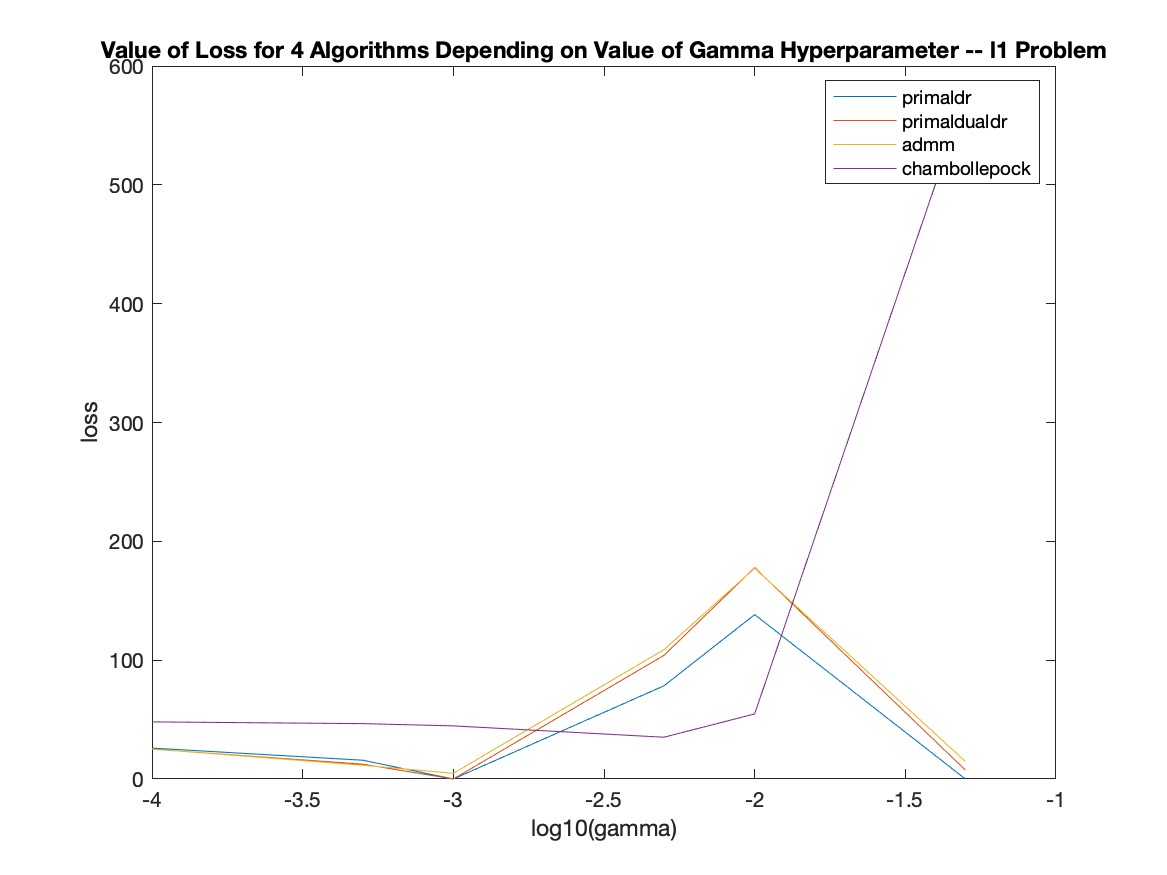 Value of Loss for 4 Algorithms Depending on Value of Gamma Hyperparameter -- l1 Problem
600
500
400
300
200
100
0
loss
primaldr
primaldualdr
admm
chambollepock
-4 -3.5 -3 -2.5 -2 -1.5 -1
log10(gamma)